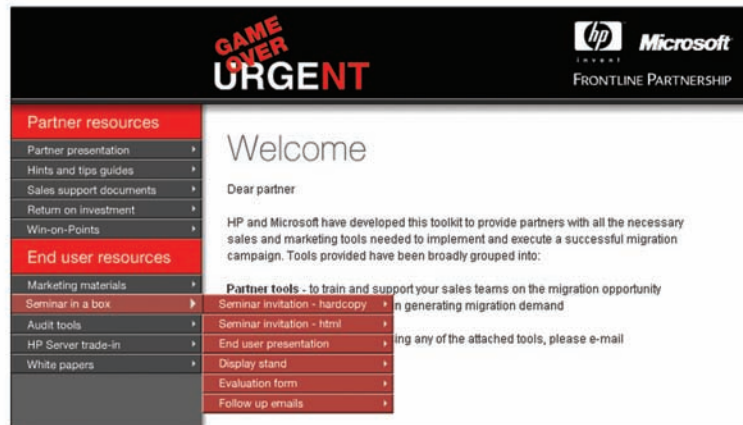 GAME
OVER
URGENT
hp
invent
Microsoft
FRONTLINE PARTNERSHIP
Partner resources
Partner presentation
Hints and tips guides
Sales support documents
Return on investment
Win-on-Points
End user resources
Marketing materials
Seminar in a box
Audit tools
HP Server trade-in
White papers
Seminar invitation - hardcopy
Seminar invitation - html
End user presentation
Display stand
Evaluation form
Follow up emails
Welcome
Dear partner
HP and Microsoft have developed this toolkit to provide partners with all the necessary
sales and marketing tools needed to implement and execute a successful migration
campaign. Tools provided have been broadly grouped into:
Partner tools - to train and support your sales teams on the migration opportunity
n generating migration demand
ing any of the attached tools, please e-mail